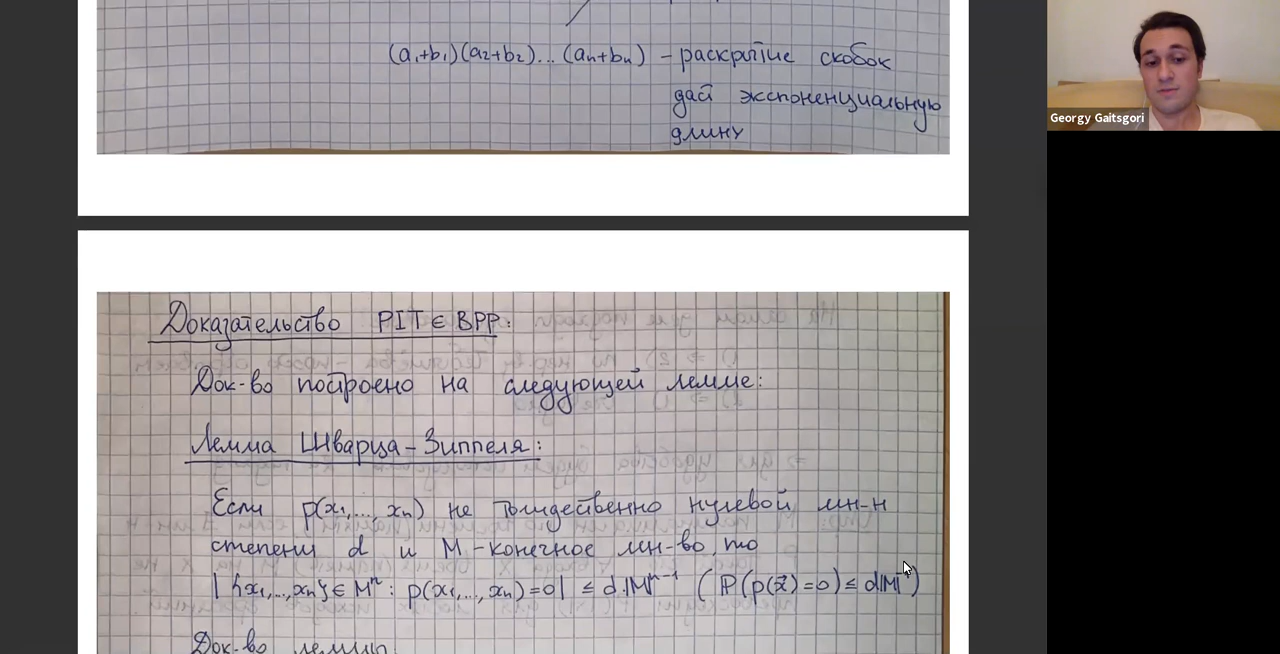 (a₁+b₁)(a₂+b₂)...(aₙ+bₙ) – раскрытие скобок
даст экспоненциальную
длину
Georgy Gaitsgori
Доказательство PIT ∈ BPP:
Док-во построено на следующей лемме:
Лемма Шварца-Зиппеля:
Если p(x₁,...,xₙ) не тождественно нулевой мн-н
степени d и M - конечное мн-во, то
|{x₁,...,xₙ} ∈ Mⁿ : p(x₁,...,xₙ)=0| ≤ d·|M|ⁿ⁻¹ (ℙ(p(x⃗)=0) ≤ d|M|⁻¹)
Док-во леммы